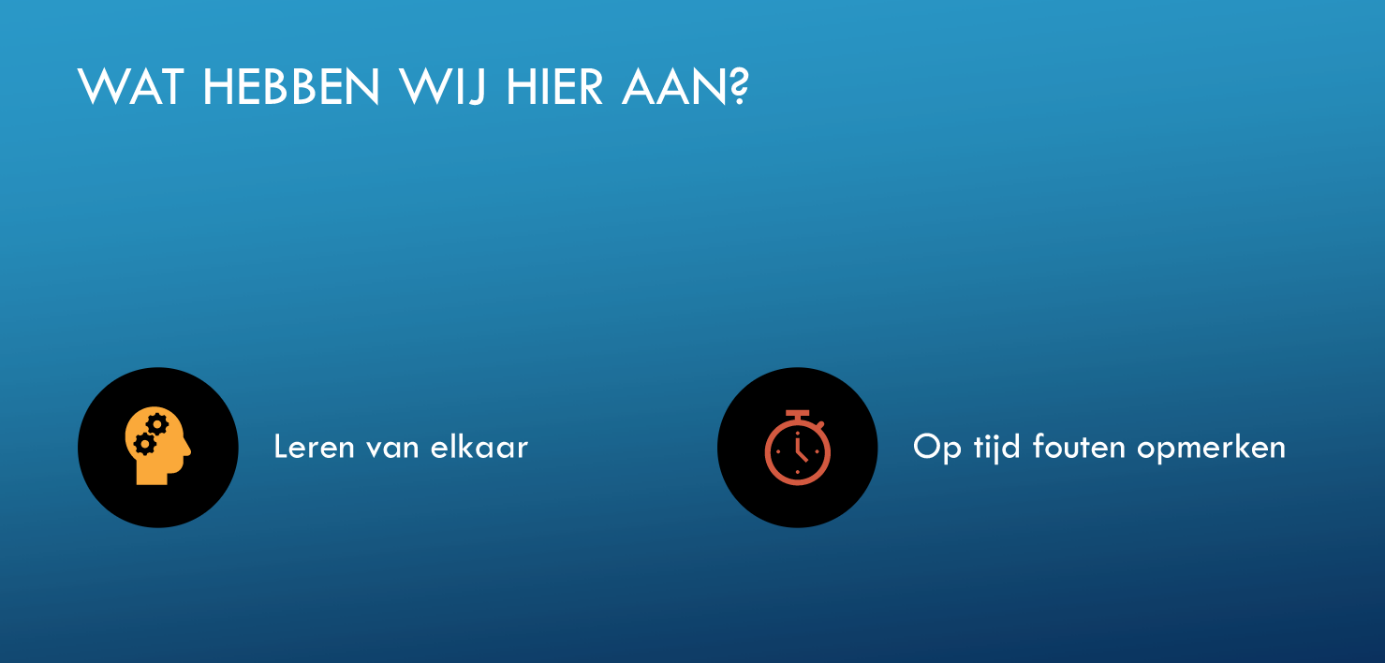 WAT HEBBEN WIJ HIER AAN?
Leren van elkaar
Op tijd fouten opmerken